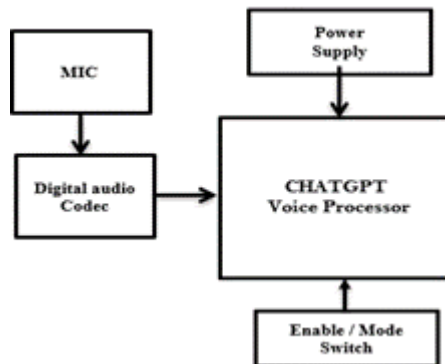 Power
Supply
MIC
Digital audio
Codec
CHATGPT
Voice Processor
Enable / Mode
Switch